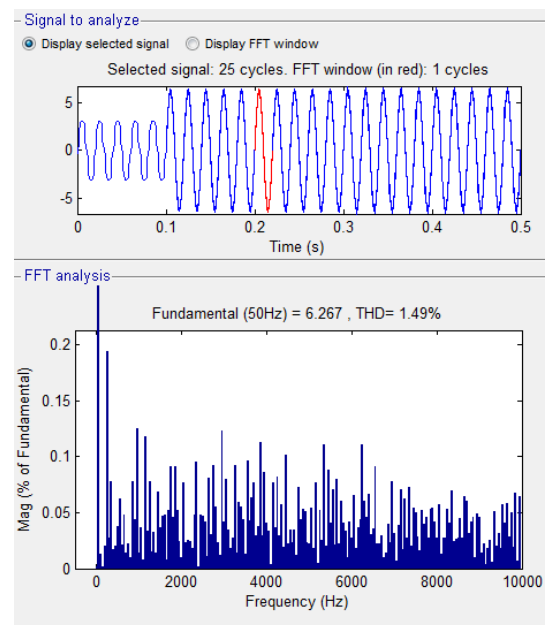 Signal to analyze
Display selected signal Display FFT window
Selected signal: 25 cycles. FFT window (in red): 1 cycles
5
0
-5
0 0.1 0.2 0.3 0.4 0.5
Time (s)
FFT analysis
Fundamental (50Hz) = 6.267 , THD= 1.49%
0.2
0.15
0.1
0.05
0
Mag (% of Fundamental)
0 2000 4000 6000 8000 10000
Frequency (Hz)